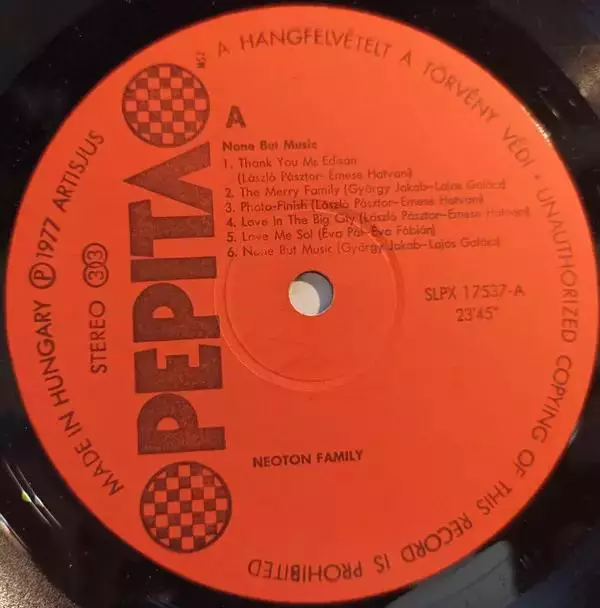 A HANGFELVÉTELT A TÖRVÉNY VÉDI • UNAUTHORIZED COPYING OF THIS RECORD IS PROHIBITED
MSZ
A
None But Music
1. Thank You Mr Edison
(László Pásztor–Emese Hatvani)
2. The Merry Family (György Jakab–Lajos Galácz)
3. Photo-Finish (László Pásztor–Emese Hatvani)
4. Love In The Big City (László Pásztor–Emese Hatvani)
5. Love Me So! (Éva Pál–Éva Fábián)
6. None But Music (György Jakab–Lajos Galácz)
SLPX 17537-A
23'45"
PEPITA
STEREO 33
MADE IN HUNGARY Ⓟ 1977 ARTISJUS
NEOTON FAMILY